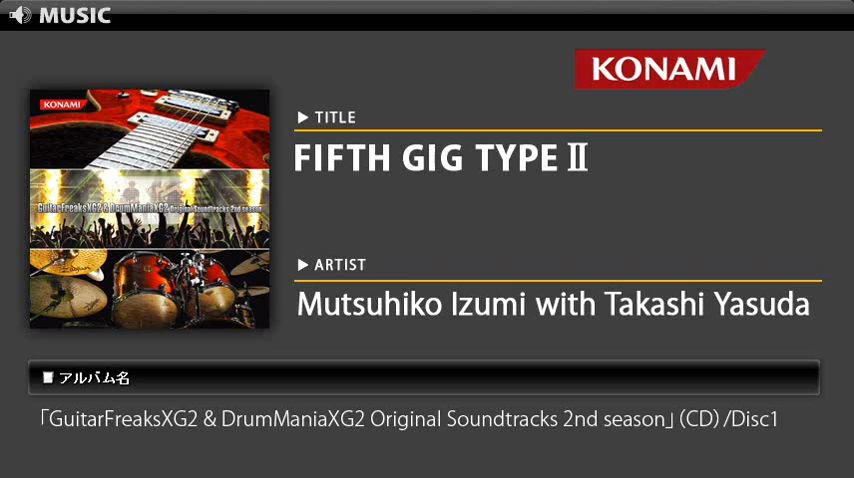 MUSIC
KONAMI
KONAMI
▶ TITLE
FIFTH GIG TYPE Ⅱ
GuitarFreaksXG2 & DrumManiaXG2 Original Soundtracks 2nd season
▶ ARTIST
Mutsuhiko Izumi with Takashi Yasuda
アルバム名
「GuitarFreaksXG2 & DrumManiaXG2 Original Soundtracks 2nd season」(CD) /Disc1